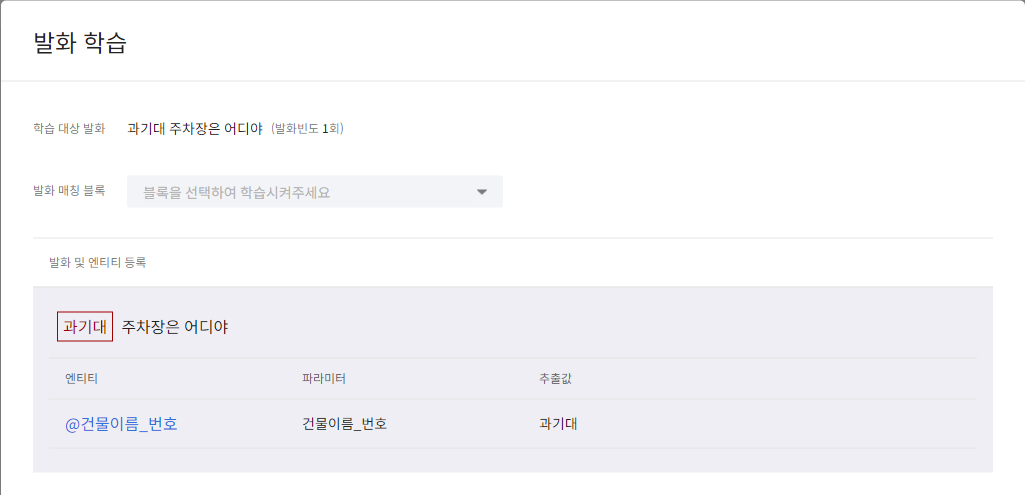 발화 학습
학습 대상 발화 과기대 주차장은 어디야 (발화빈도 1회)
발화 매칭 블록 블록을 선택하여 학습시켜주세요
발화 및 엔티티 등록
과기대 주차장은 어디야
엔티티 파라미터 추출값
@건물이름_번호 건물이름_번호 과기대